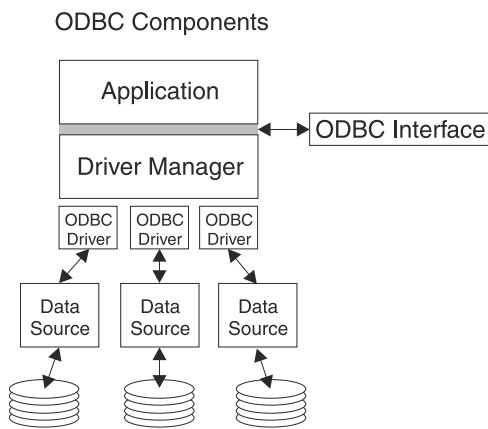 ODBC Components
Application
ODBC Interface
Driver Manager
ODBC
Driver
ODBC
Driver
ODBC
Driver
Data
Source
Data
Source
Data
Source